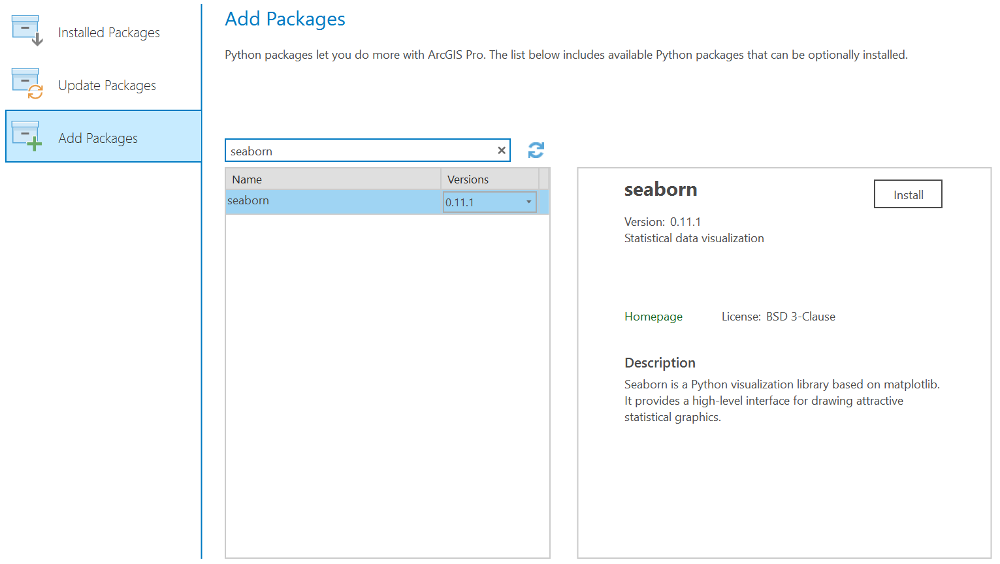 Installed Packages
Update Packages
Add Packages
Add Packages
Python packages let you do more with ArcGIS Pro. The list below includes available Python packages that can be optionally installed.
seaborn
Name Versions
seaborn 0.11.1
seaborn
Install
Version: 0.11.1
Statistical data visualization
Homepage License: BSD 3-Clause
Description
Seaborn is a Python visualization library based on matplotlib.
It provides a high-level interface for drawing attractive
statistical graphics.